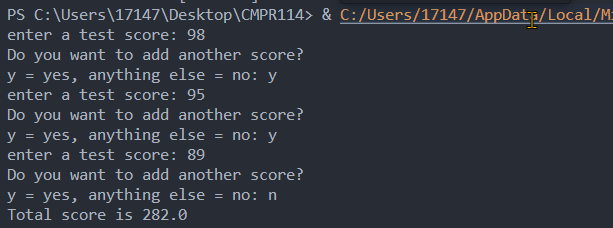 PS C:\Users\17147\Desktop\CMPR114> & C:/Users/17147/AppData/Local/Mi
enter a test score: 98
Do you want to add another score?
y = yes, anything else = no: y
enter a test score: 95
Do you want to add another score?
y = yes, anything else = no: y
enter a test score: 89
Do you want to add another score?
y = yes, anything else = no: n
Total score is 282.0